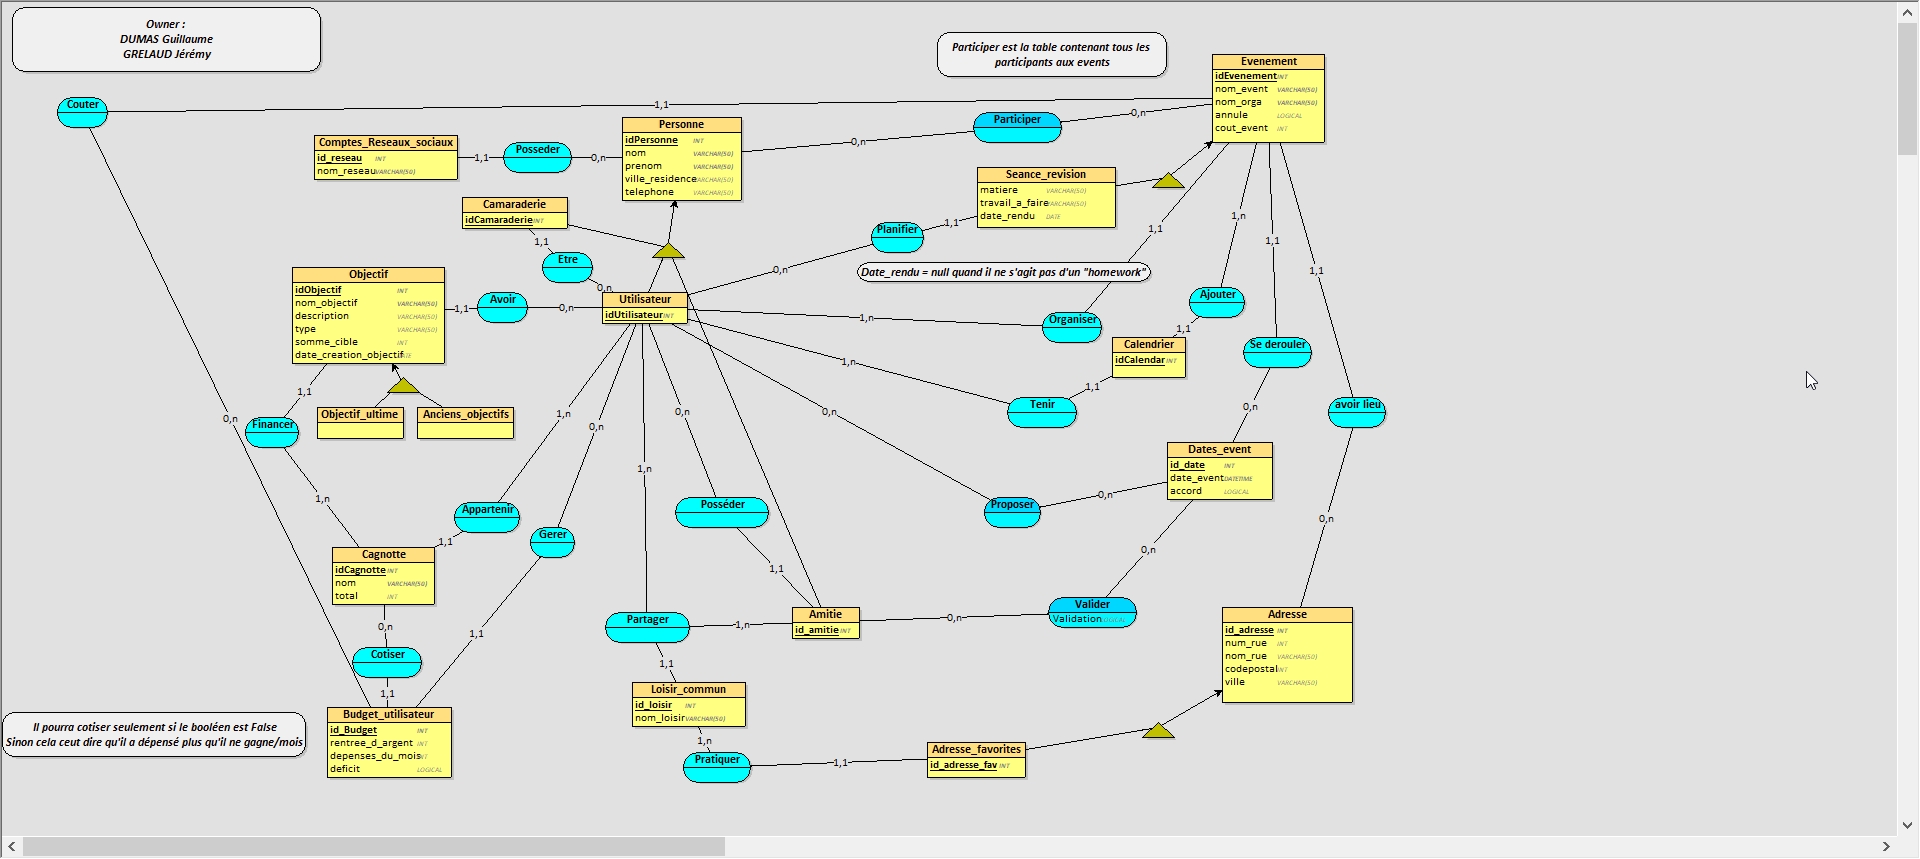 Owner :
DUMAS Guillaume
GRELAUD Jérémy
Participer est la table contenant tous les
participants aux events
Evenement
idEvenement INT
nom_event VARCHAR(50)
nom_orga VARCHAR(50)
annule LOGICAL
cout_event INT
Couter
1,1
Personne
idPersonne INT
nom VARCHAR(50)
prenom VARCHAR(50)
ville_residence VARCHAR(50)
telephone VARCHAR(50)
0,n
Participer
0,n
Comptes_Reseaux_sociaux
id_reseau INT
nom_reseau VARCHAR(50)
1,1
Posseder
0,n
Seance_revision
matiere VARCHAR(50)
travail_a_faire VARCHAR(50)
date_rendu DATE
Camaraderie
idCamaraderie INT
1,1
Etre
0,n
Planifier
1,1
0,n
1,1
1,n
1,1
1,1
Date_rendu = null quand il ne s'agit pas d'un "homework"
Objectif
idObjectif INT
nom_objectif VARCHAR(50)
description VARCHAR(50)
type VARCHAR(50)
somme_cible INT
date_creation_objectif
1,1
Avoir
0,n
Utilisateur
idUtilisateur INT
1,n
Organiser
Ajouter
1,1
Calendrier
idCalendar INT
Se derouler
1,n
Tenir
1,1
0,n
avoir lieu
1,1
Financer
0,n
Objectif_ultime
Anciens_objectifs
1,n
0,n
1,n
0,n
0,n
Dates_event
id_date INT
date_event DATETIME
accord LOGICAL
1,n
Appartenir
1,1
Gerer
Posséder
Proposer
0,n
0,n
0,n
Cagnotte
idCagnotte INT
nom VARCHAR(50)
total INT
1,1
0,n
1,1
Partager
1,n
Amitie
id_amitie INT
0,n
Valider
Validation LOGICAL
Adresse
id_adresse INT
num_rue INT
nom_rue VARCHAR(50)
codepostal INT
ville VARCHAR(50)
Cotiser
1,1
1,1
Loisir_commun
id_loisir INT
nom_loisir VARCHAR(50)
1,n
Pratiquer
1,1
Adresse_favorites
id_adresse_fav INT
Il pourra cotiser seulement si le booléen est False
Sinon cela ceut dire qu'il a dépensé plus qu'il ne gagne/mois
Budget_utilisateur
id_Budget INT
rentree_d_argent INT
depenses_du_mois
deficit LOGICAL